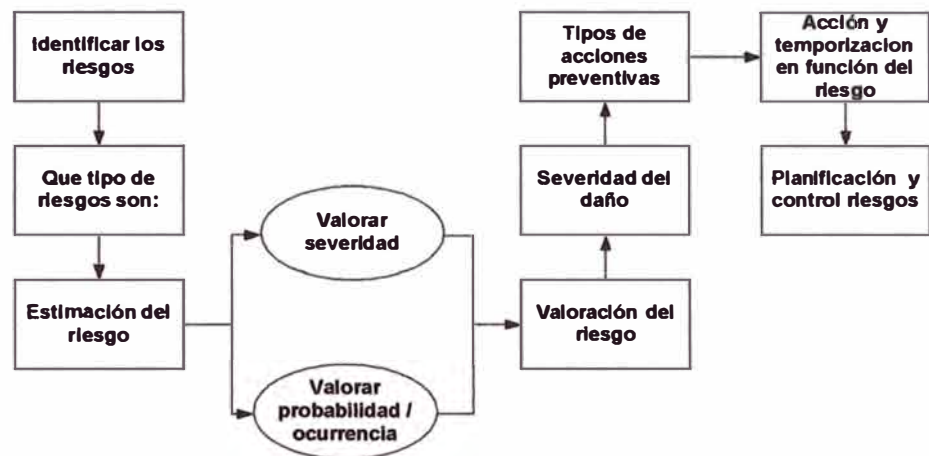 Identificar los
riesgos
Que tipo de
riesgos son:
Estimación del
riesgo
Valorar
severidad
Valorar
probabilidad /
ocurrencia
Valoración del
riesgo
Severidad del
daño
Tipos de
acciones
preventivas
Acción y
temporizacion
en función del
riesgo
Planificación y
control riesgos